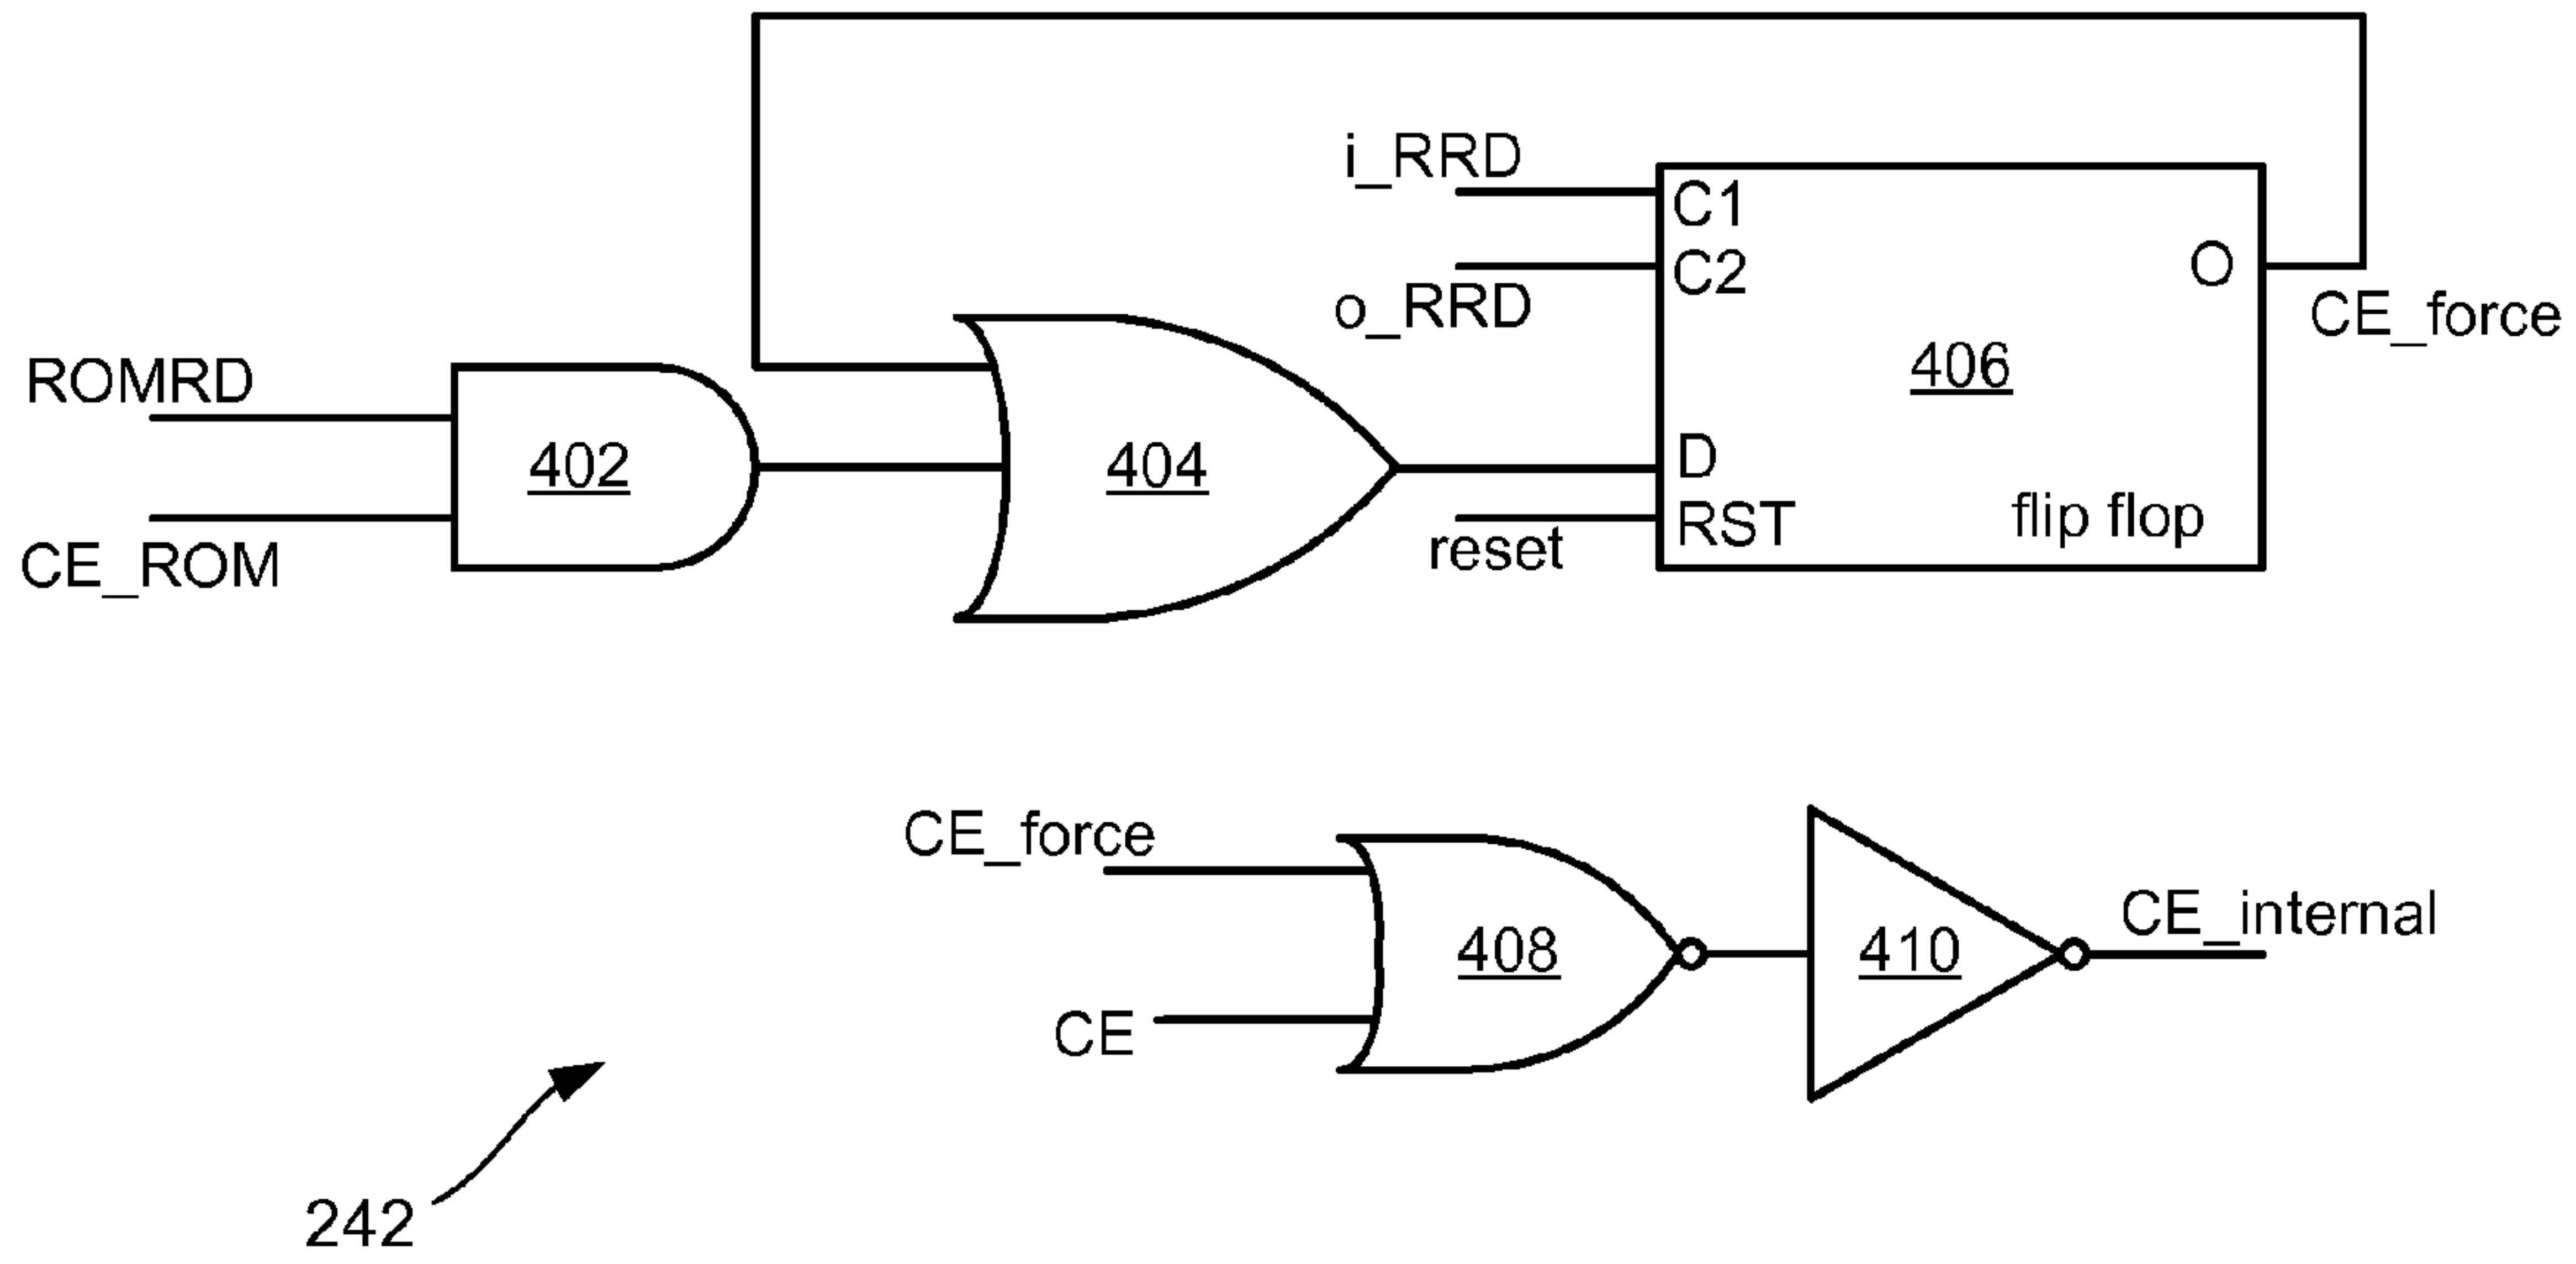 i_RRD
C1
C2
o_RRD
O
CE_force
ROMRD
402
404
406
D
RST
reset
flip flop
CE_ROM
CE_force
408
410
CE_internal
CE
242